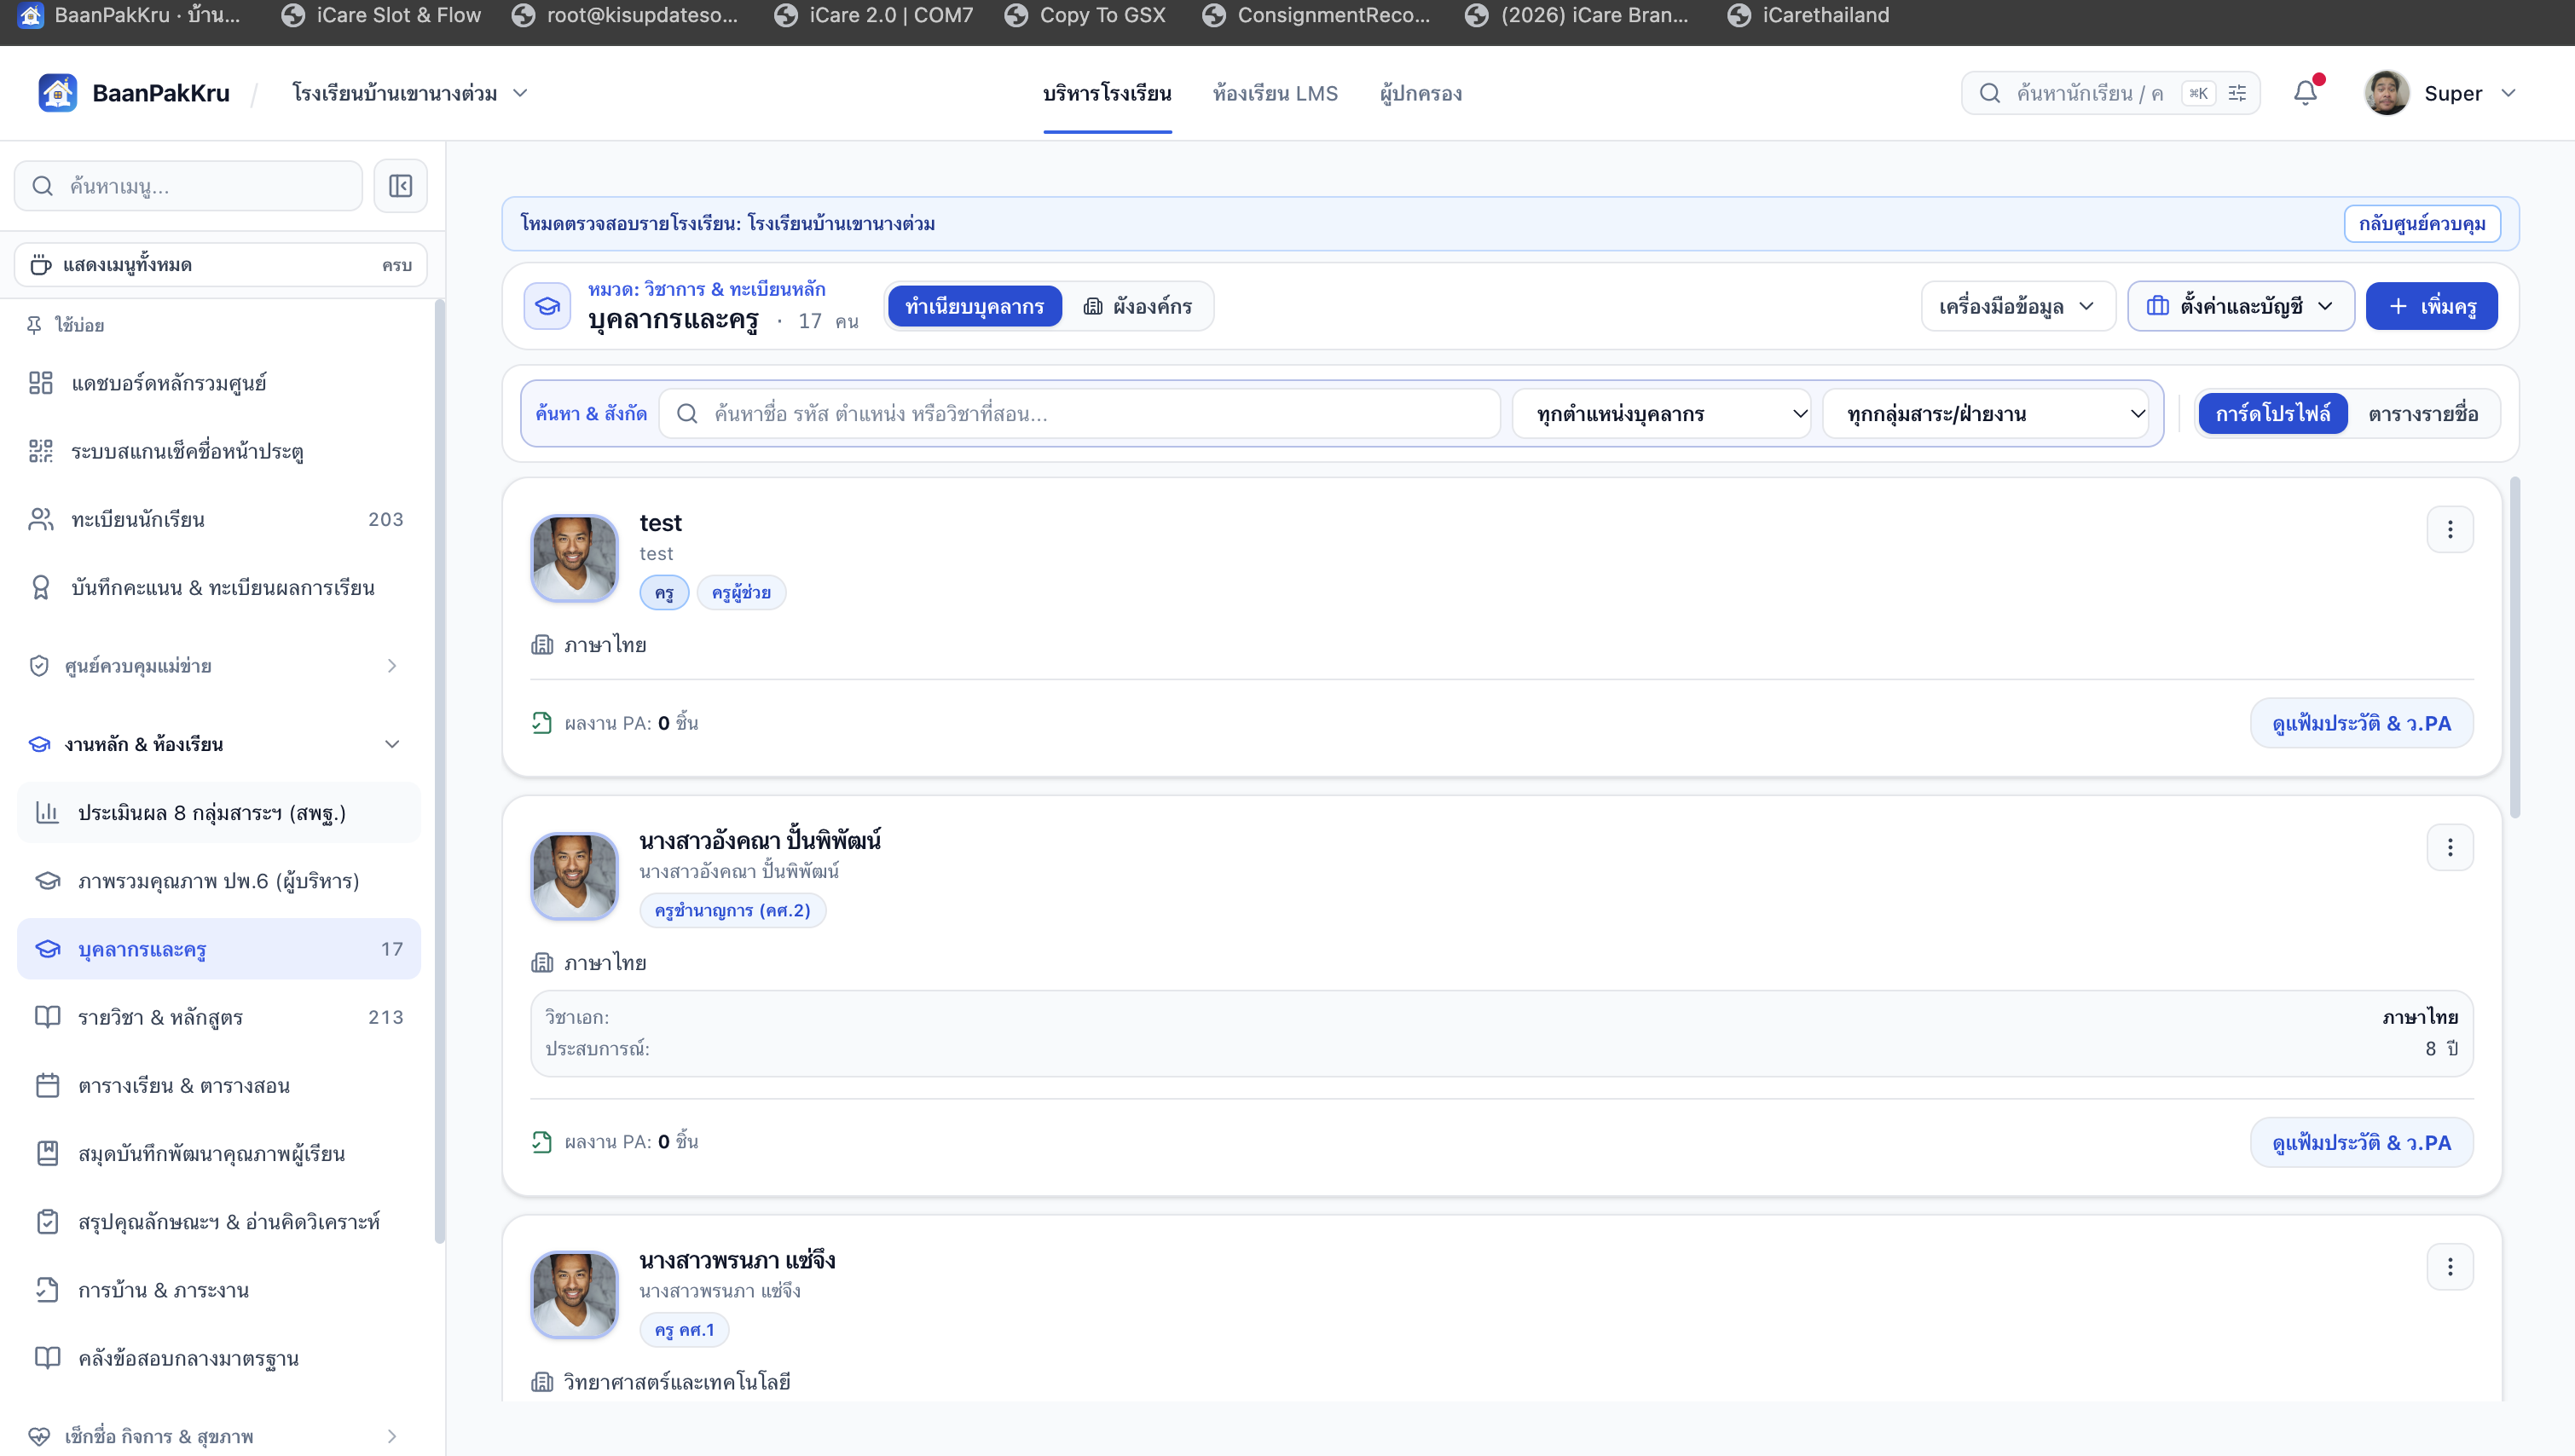 BaanPakKru · บ้าน...
iCare Slot & Flow
root@kisupdateso...
iCare 2.0 | COM7
Copy To GSX
ConsignmentReco...
(2026) iCare Bran...
iCarethailand
BaanPakKru / โรงเรียนบ้านเขานางต่วม
บริหารโรงเรียน
ห้องเรียน LMS
ผู้ปกครอง
ค้นหานักเรียน / ค
⌘K
Super
ค้นหาเมนู...
แสดงเมนูทั้งหมด
ครบ
ใช้บ่อย
แดชบอร์ดหลักรวมศูนย์
ระบบสแกนเช็คชื่อหน้าประตู
ทะเบียนนักเรียน 203
บันทึกคะแนน & ทะเบียนผลการเรียน
ศูนย์ควบคุมแม่ข่าย
งานหลัก & ห้องเรียน
ประเมินผล 8 กลุ่มสาระฯ (สพฐ.)
ภาพรวมคุณภาพ ปพ.6 (ผู้บริหาร)
บุคลากรและครู 17
รายวิชา & หลักสูตร 213
ตารางเรียน & ตารางสอน
สมุดบันทึกพัฒนาคุณภาพผู้เรียน
สรุปคุณลักษณะฯ & อ่านคิดวิเคราะห์
การบ้าน & ภาระงาน
คลังข้อสอบกลางมาตรฐาน
เช็กชื่อ กิจการ & สุขภาพ
โหมดตรวจสอบรายโรงเรียน: โรงเรียนบ้านเขานางต่วม
กลับศูนย์ควบคุม
หมวด: วิชาการ & ทะเบียนหลัก
บุคลากรและครู · 17 คน
ทำเนียบบุคลากร
ผังองค์กร
เครื่องมือข้อมูล
ตั้งค่าและบัญชี
+ เพิ่มครู
ค้นหา & สังกัด
ค้นหาชื่อ รหัส ตำแหน่ง หรือวิชาที่สอน...
ทุกตำแหน่งบุคลากร
ทุกกลุ่มสาระ/ฝ่ายงาน
การ์ดโปรไฟล์
ตารางรายชื่อ
test
test
ครู
ครูผู้ช่วย
ภาษาไทย
ผลงาน PA: 0 ชิ้น
ดูแฟ้มประวัติ & ว.PA
นางสาวอังคณา ปั้นพิพัฒน์
นางสาวอังคณา ปั้นพิพัฒน์
ครูชำนาญการ (คศ.2)
ภาษาไทย
วิชาเอก: ภาษาไทย
ประสบการณ์: 8 ปี
ผลงาน PA: 0 ชิ้น
ดูแฟ้มประวัติ & ว.PA
นางสาวพรนภา แซ่จึง
นางสาวพรนภา แซ่จึง
ครู คศ.1
วิทยาศาสตร์และเทคโนโลยี